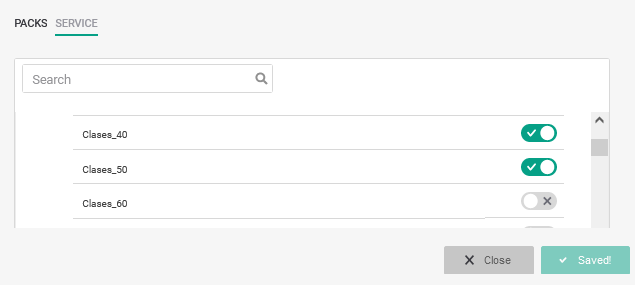 PACKS SERVICE
Search
Clases_40
Clases_50
Clases_60
Close Saved!